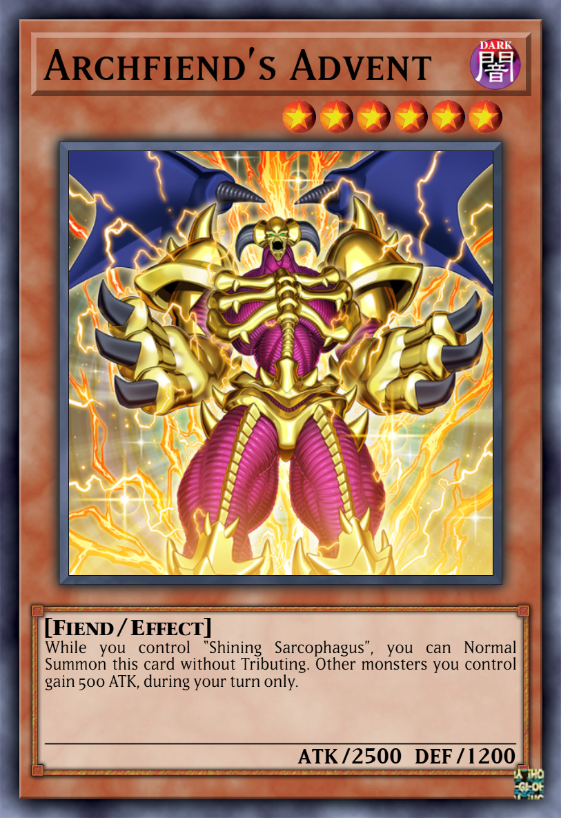 Archfiend's Advent
DARK
闇
[Fiend/Effect]
While you control "Shining Sarcophagus", you can Normal
Summon this card without Tributing. Other monsters you control
gain 500 ATK, during your turn only.
ATK/2500 DEF/1200